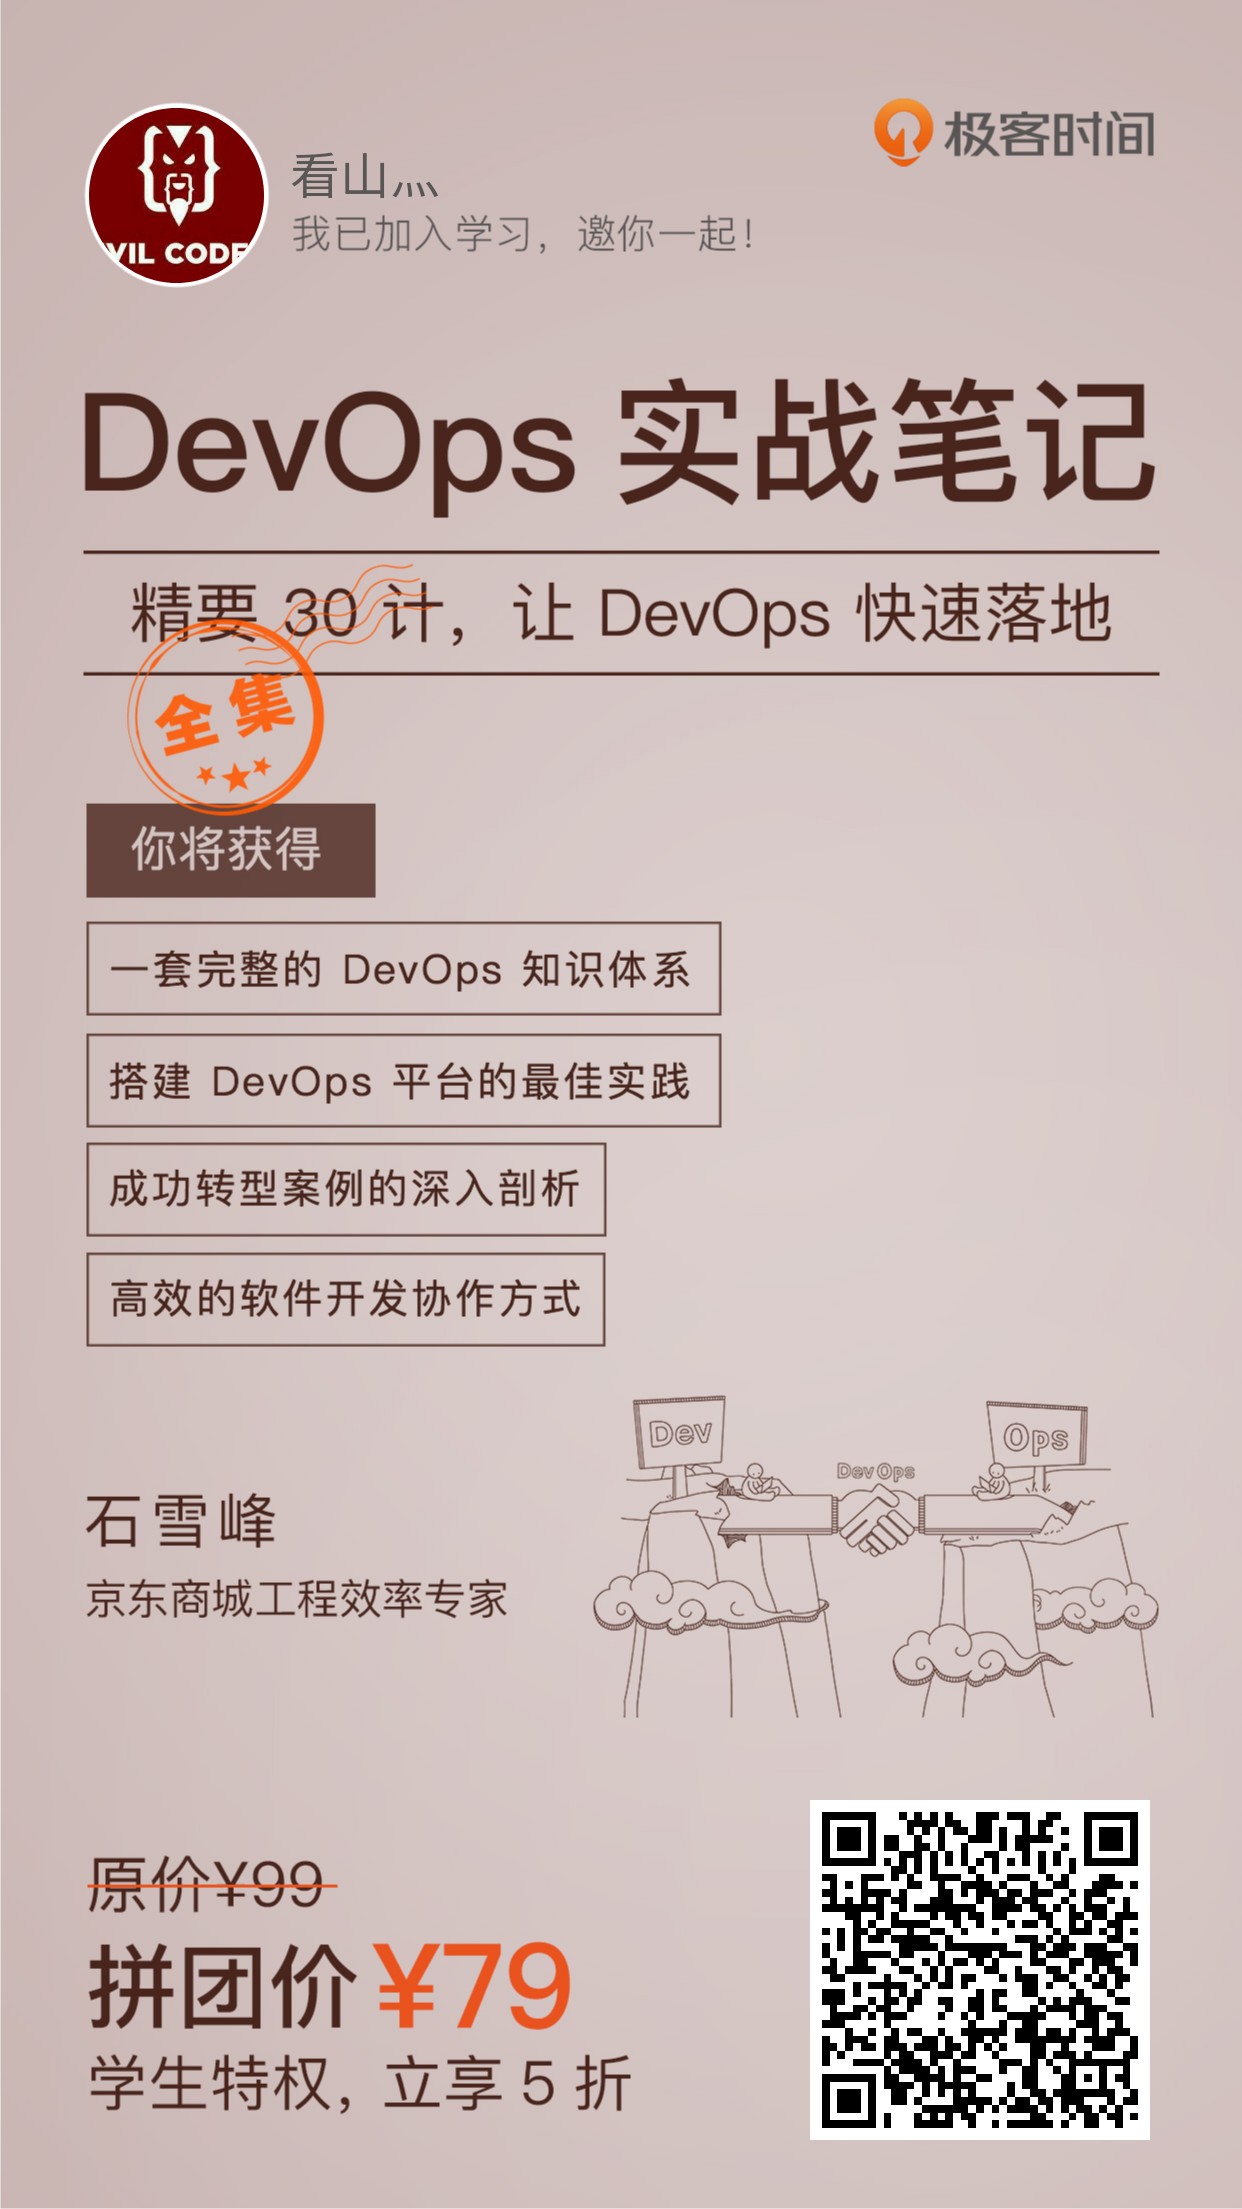 极客时间
看山灬
我已加入学习，邀你一起！
VIL CODE
DevOps 实战笔记
精要 30 计，让 DevOps 快速落地
全集
你将获得
一套完整的 DevOps 知识体系
搭建 DevOps 平台的最佳实践
成功转型案例的深入剖析
高效的软件开发协作方式
Dev
Ops
DevOps
石雪峰
京东商城工程效率专家
原价¥99
拼团价¥79
学生特权，立享 5 折